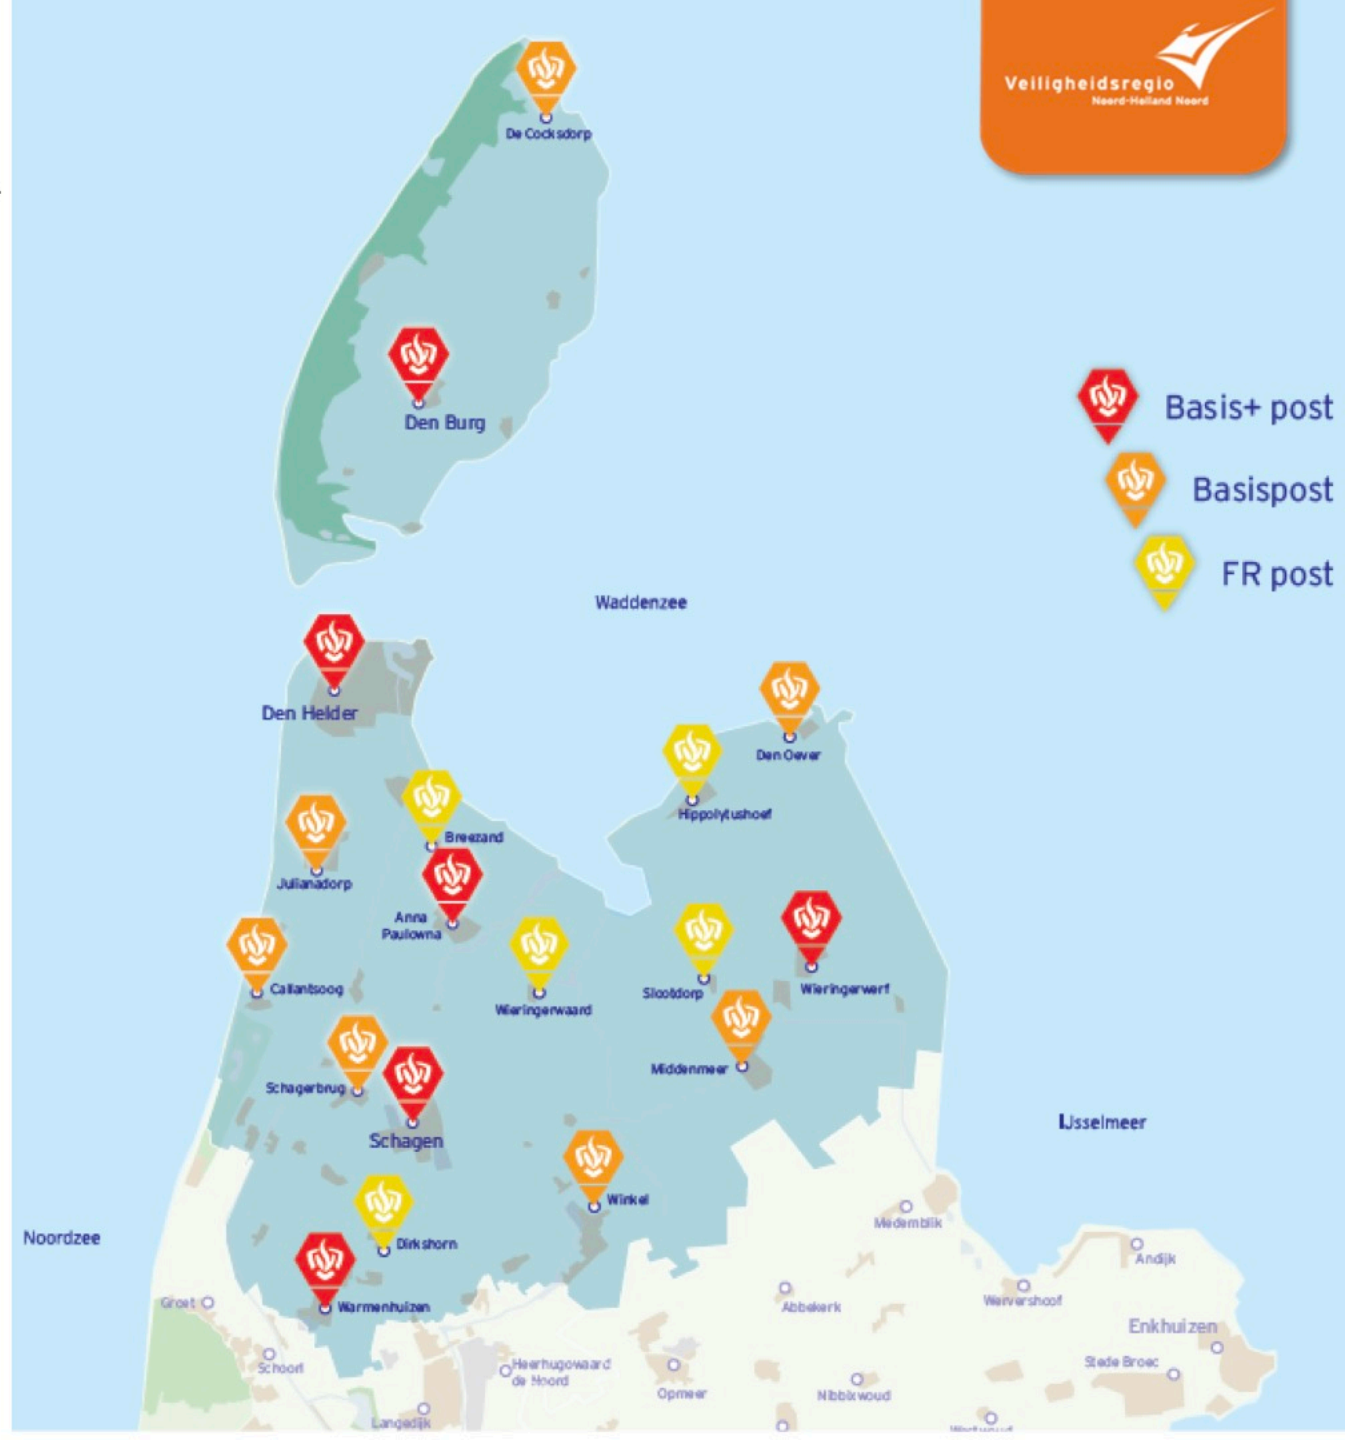 Veiligheidsregio
Noord-Holland Noord
De Cocksdorp
Den Burg
Basis+ post
Basispost
FR post
Waddenzee
Den Helder
Den Oever
Hippolytushoef
Breezand
Julianadorp
Anna
Paulowna
Callantsoog
Wieringerwaard
Slootdorp
Wieringerwerf
Middenmeer
Schagerbrug
Schagen
IJsselmeer
Winkel
Noordzee
Dirkshorn
Medemblik
Andijk
Groet
Warmenhuizen
Abbekerk
Wervershoof
Enkhuizen
Schoorl
Heerhugowaard
de Noord
Stede Broec
Opmeer
Nibbixwoud
Langedijk